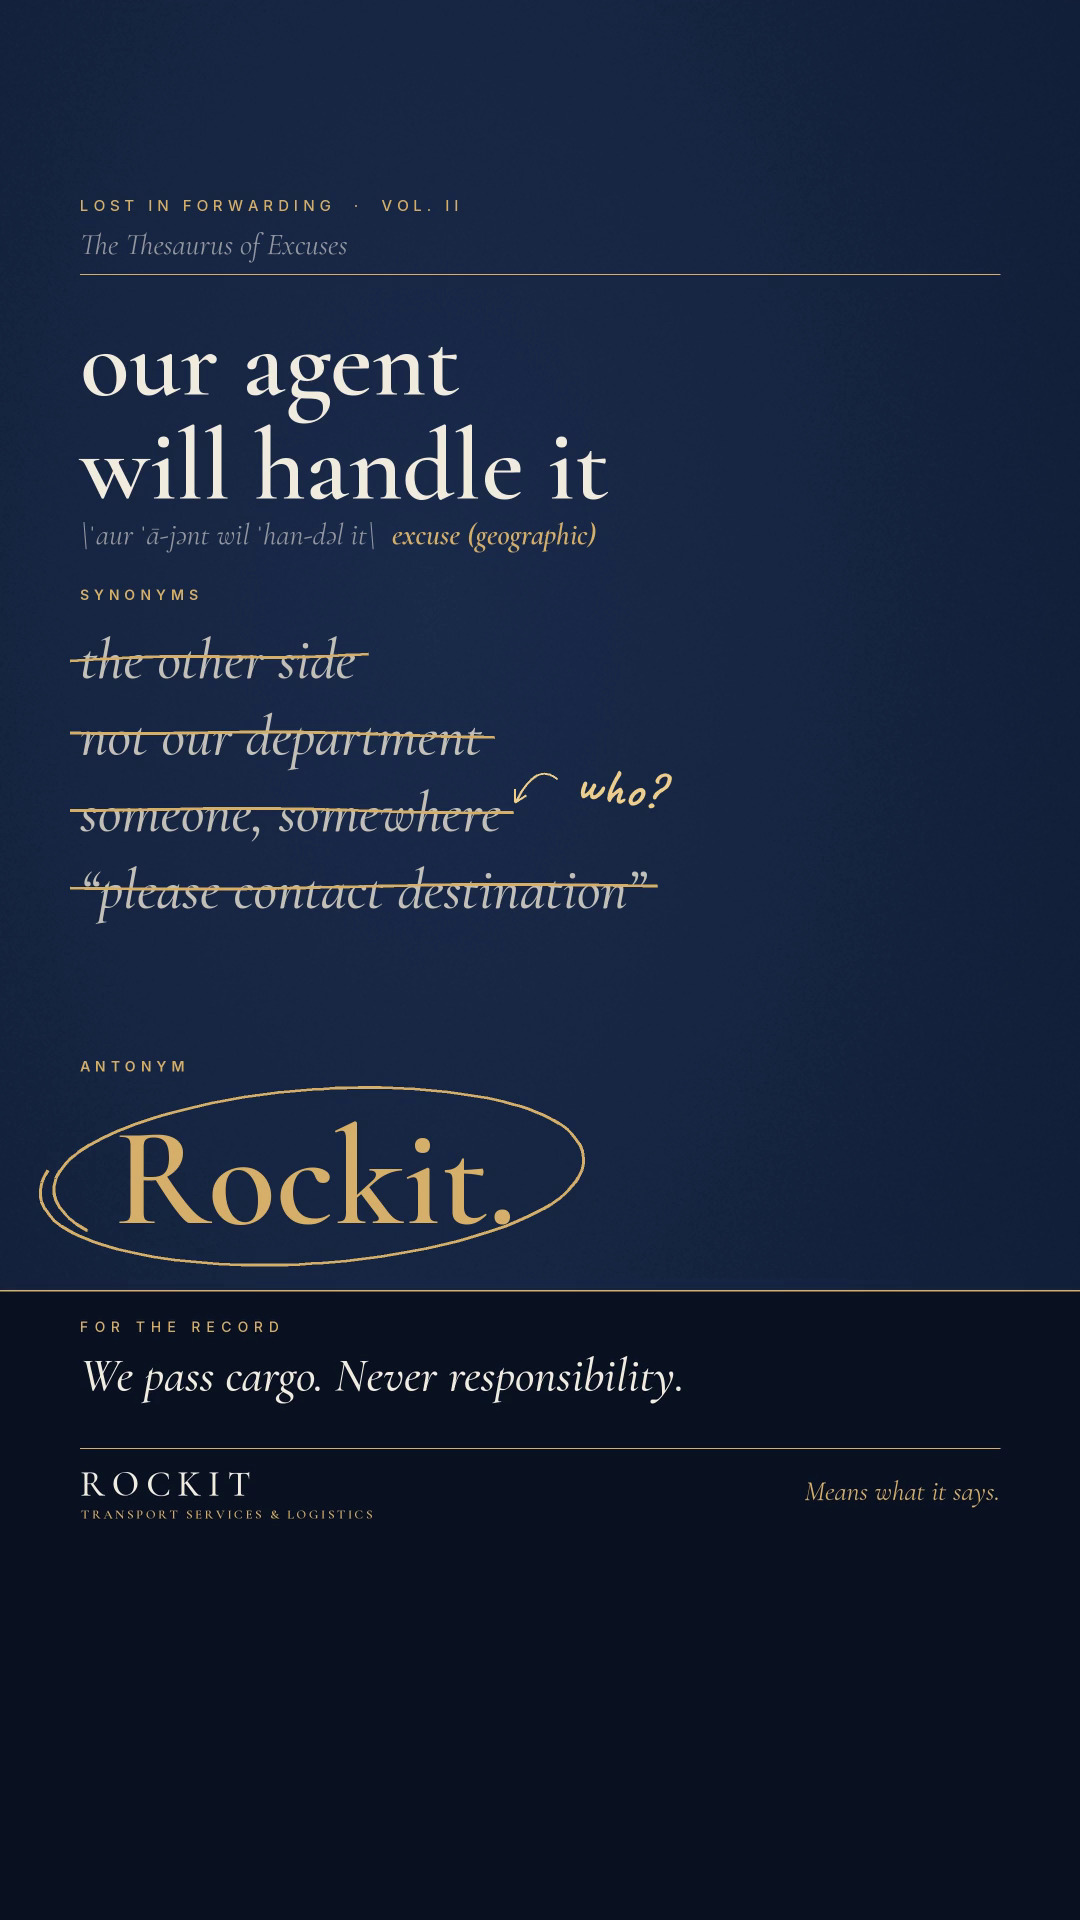 LOST IN FORWARDING · VOL. II
The Thesaurus of Excuses
our agent
will handle it
\ˈaur ˈā-jənt wil ˈhan-dəl it\ excuse (geographic)
SYNONYMS
the other side
not our department
who?
someone, somewhere
“please contact destination”
ANTONYM
Rockit.
FOR THE RECORD
We pass cargo. Never responsibility.
ROCKIT
TRANSPORT SERVICES & LOGISTICS
Means what it says.